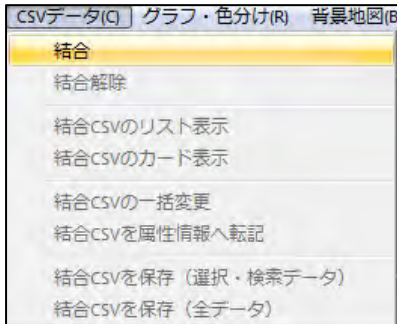 CSVデータ(C) グラフ・色分け(R) 背景地図(B
結合
結合解除
結合CSVのリスト表示
結合CSVのカード表示
結合CSVの一括変更
結合CSVを属性情報へ転記
結合CSVを保存（選択・検索データ）
結合CSVを保存（全データ）